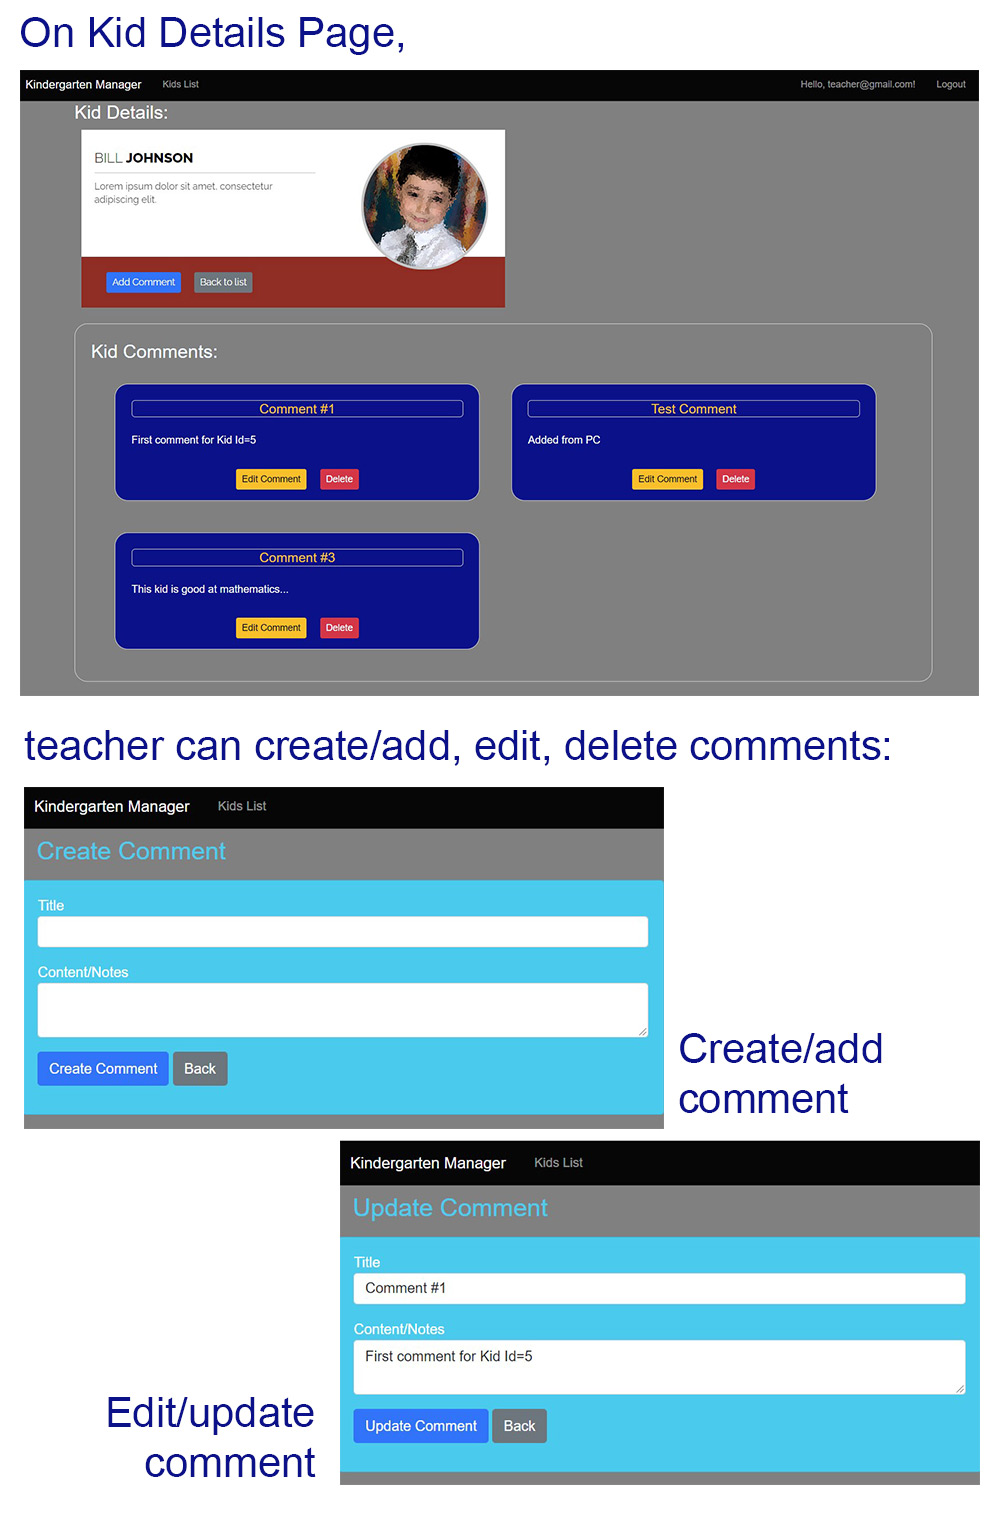 On Kid Details Page,
Kindergarten Manager Kids List Hello, teacher@gmail.com! Logout
Kid Details:
BILL JOHNSON
Lorem ipsum dolor sit amet, consectetur
adipiscing elit.
Add Comment Back to list
Kid Comments:
Comment #1
First comment for Kid Id=5
Edit Comment Delete
Test Comment
Added from PC
Edit Comment Delete
Comment #3
This kid is good at mathematics...
Edit Comment Delete
teacher can create/add, edit, delete comments:
Kindergarten Manager Kids List
Create Comment
Title
Content/Notes
Create Comment Back
Create/add
comment
Kindergarten Manager Kids List
Update Comment
Title
Comment #1
Content/Notes
First comment for Kid Id=5
Update Comment Back
Edit/update
comment